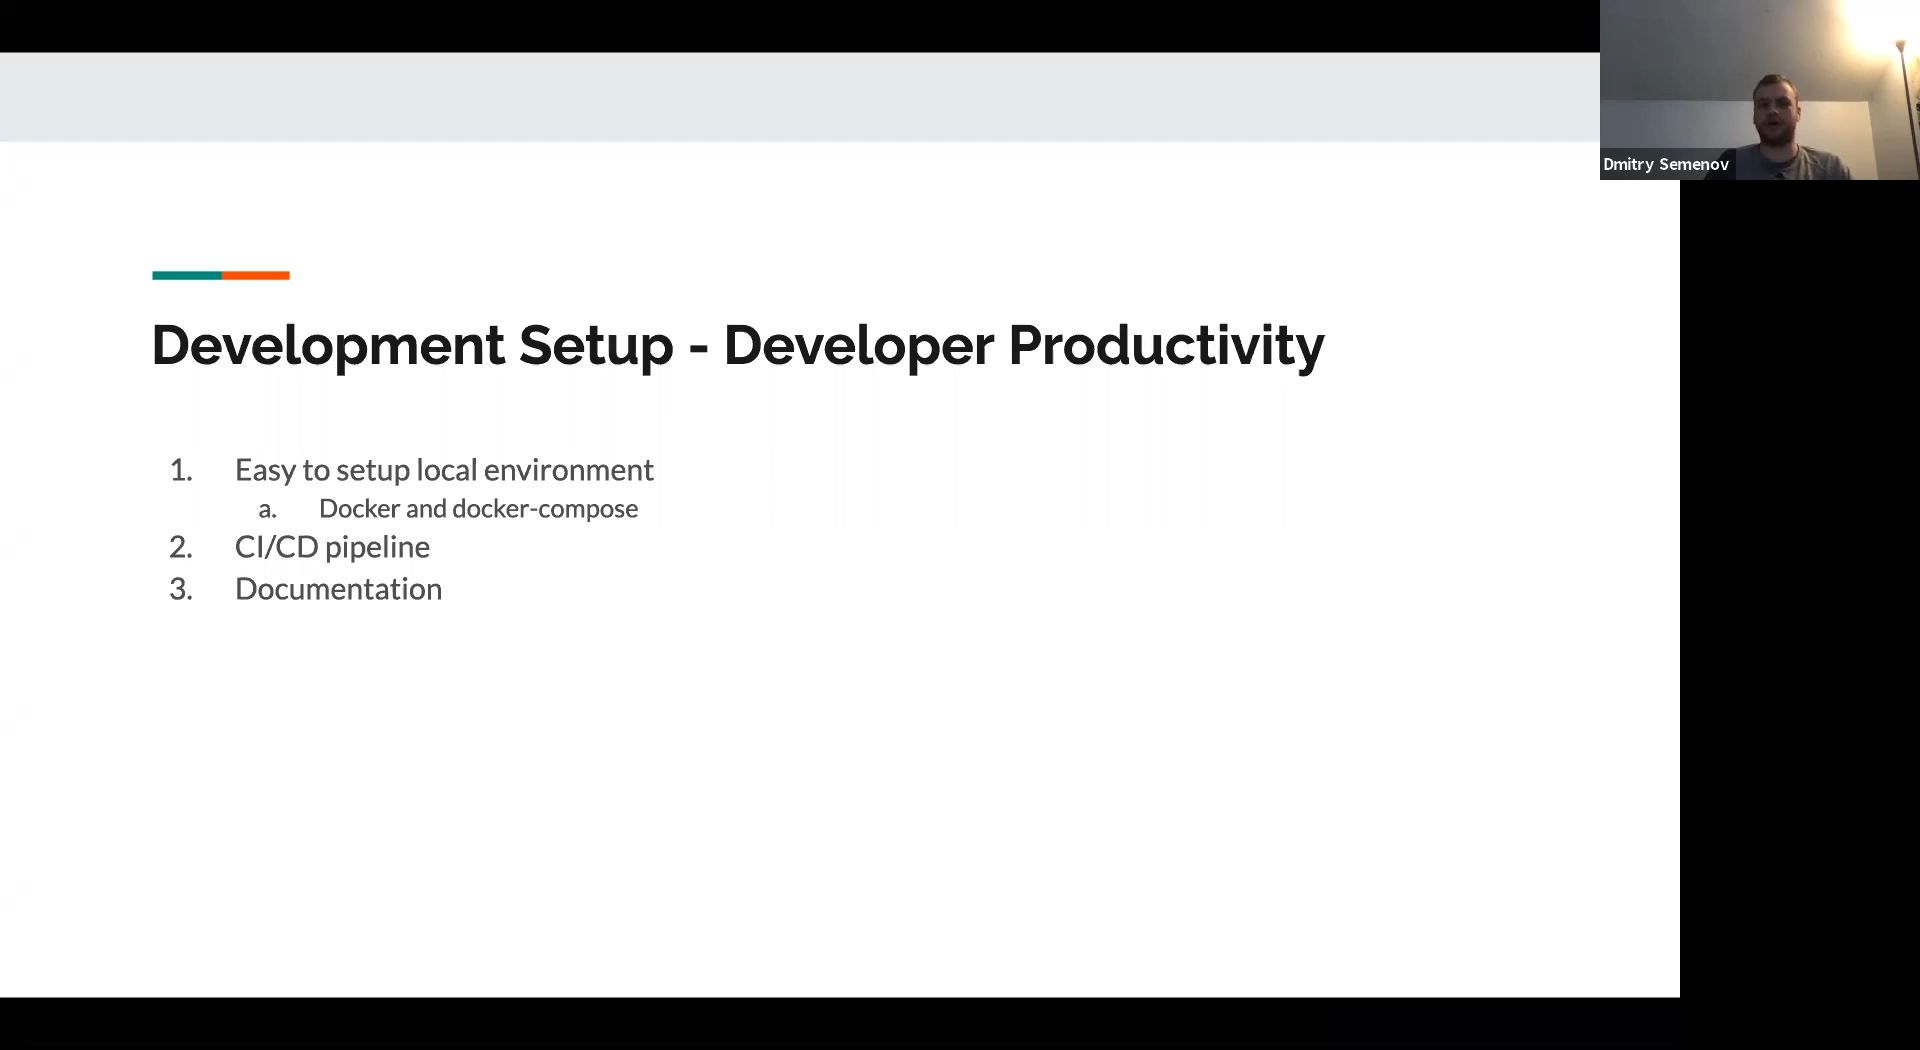 Dmitry Semenov
Development Setup - Developer Productivity
1. Easy to setup local environment
a. Docker and docker-compose
2. CI/CD pipeline
3. Documentation